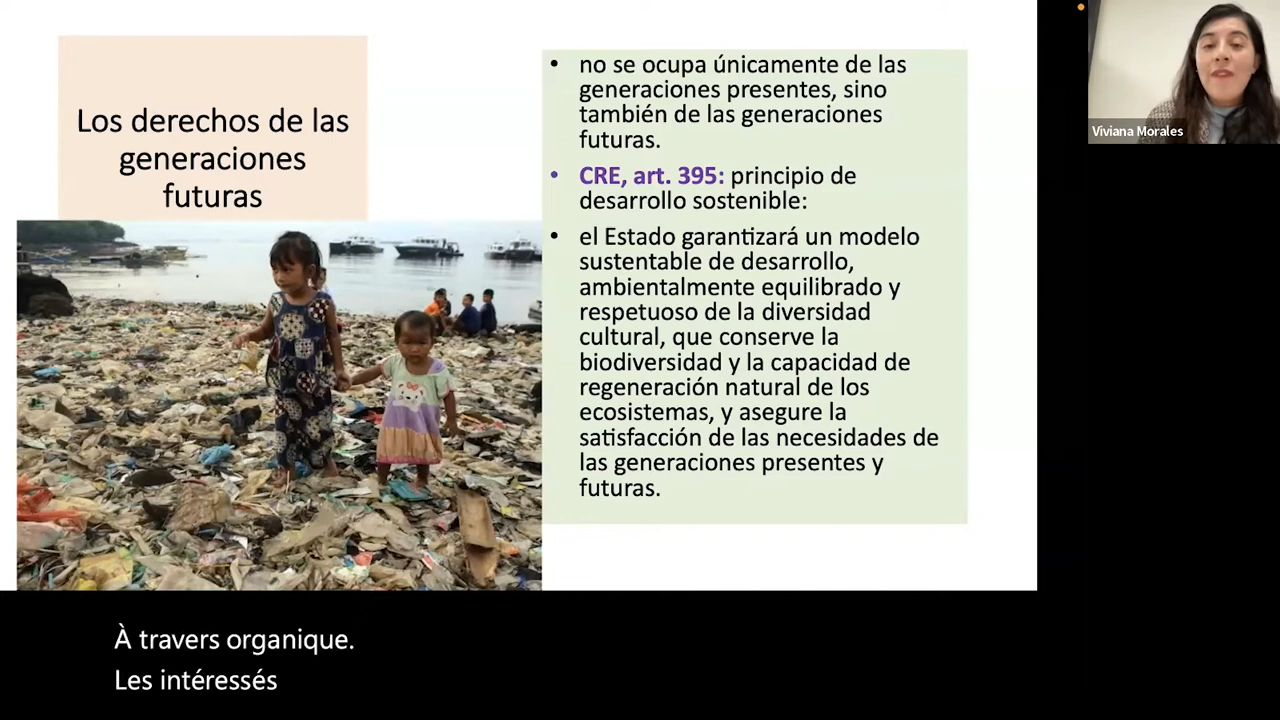 Los derechos de las
generaciones
futuras
• no se ocupa únicamente de las
generaciones presentes, sino
también de las generaciones
futuras.
• CRE, art. 395: principio de
desarrollo sostenible:
• el Estado garantizará un modelo
sustentable de desarrollo,
ambientalmente equilibrado y
respetuoso de la diversidad
cultural, que conserve la
biodiversidad y la capacidad de
regeneración natural de los
ecosistemas, y asegure la
satisfacción de las necesidades de
las generaciones presentes y
futuras.
Viviana Morales
À travers organique.
Les intéressés